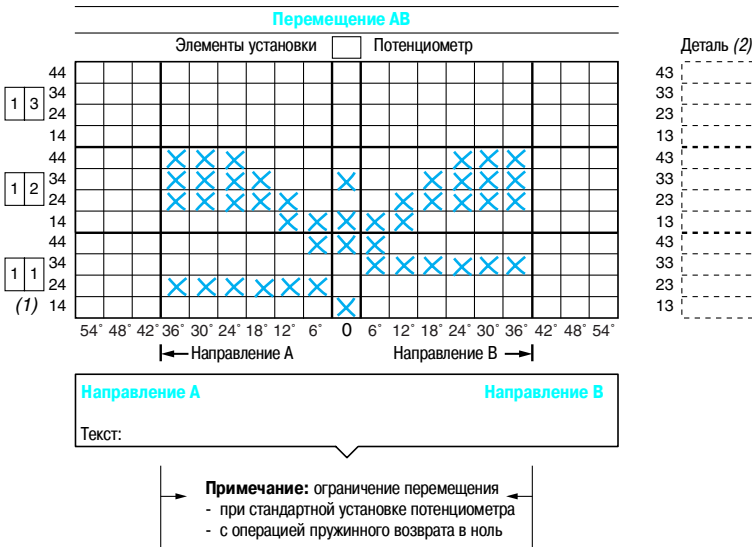 Перемещение AB
Элементы установки Потенциометр Деталь (2)
44 43
1 3 34 33
24 23
14 13
44 43
1 2 34 33
24 23
14 13
44 43
1 1 34 33
24 23
(1) 14 13
54° 48° 42° 36° 30° 24° 18° 12° 6° 0 6° 12° 18° 24° 30° 36° 42° 48° 54°
Направление A Направление B
Направление A Направление B
Текст:
Примечание: ограничение перемещения
- при стандартной установке потенциометра
- с операцией пружинного возврата в ноль